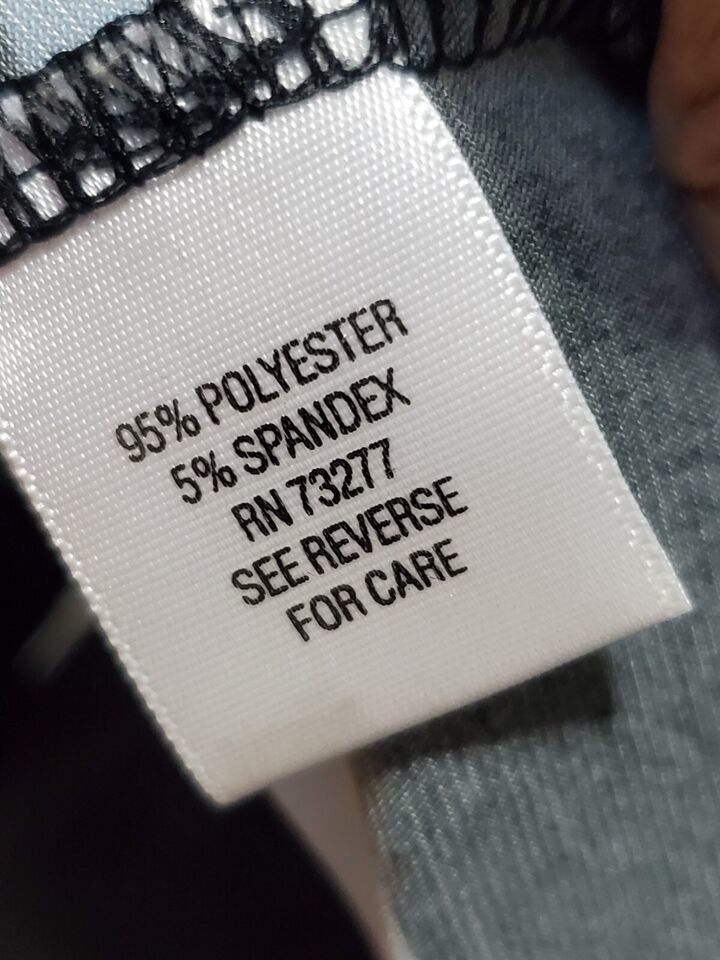 95% POLYESTER
5% SPANDEX
RN 73277
SEE REVERSE
FOR CARE